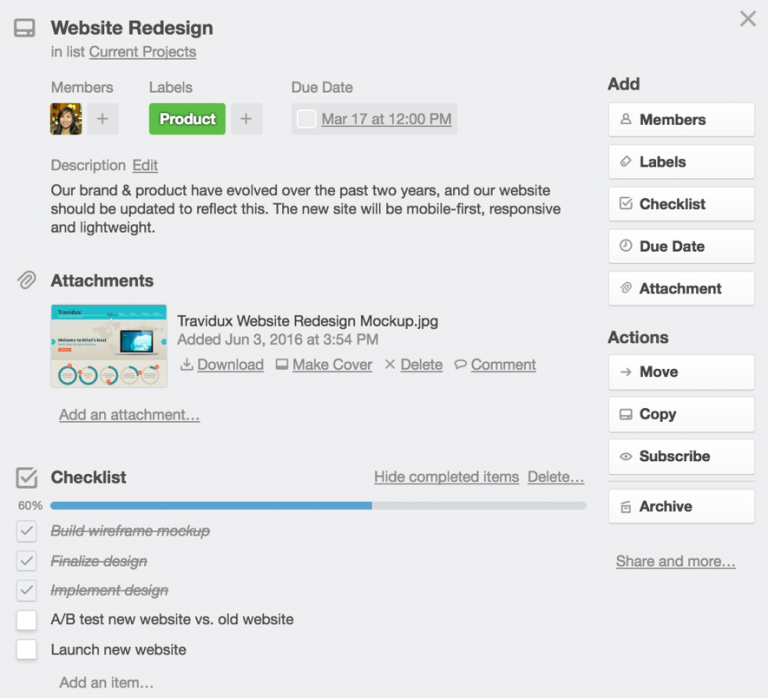 Website Redesign
in list Current Projects
Members
Labels
Due Date
+
Product
+
Mar 17 at 12:00 PM
Description Edit
Our brand & product have evolved over the past two years, and our website
should be updated to reflect this. The new site will be mobile-first, responsive
and lightweight.
Attachments
Travidux
Welcome to What's Next
Travidux Website Redesign Mockup.jpg
Added Jun 3, 2016 at 3:54 PM
Download Make Cover Delete Comment
Add an attachment…
Checklist
Hide completed items Delete…
60%
Build wireframe mockup
Finalize design
Implement design
A/B test new website vs. old website
Launch new website
Add an item…
Add
Members
Labels
Checklist
Due Date
Attachment
Actions
Move
Copy
Subscribe
Archive
Share and more…